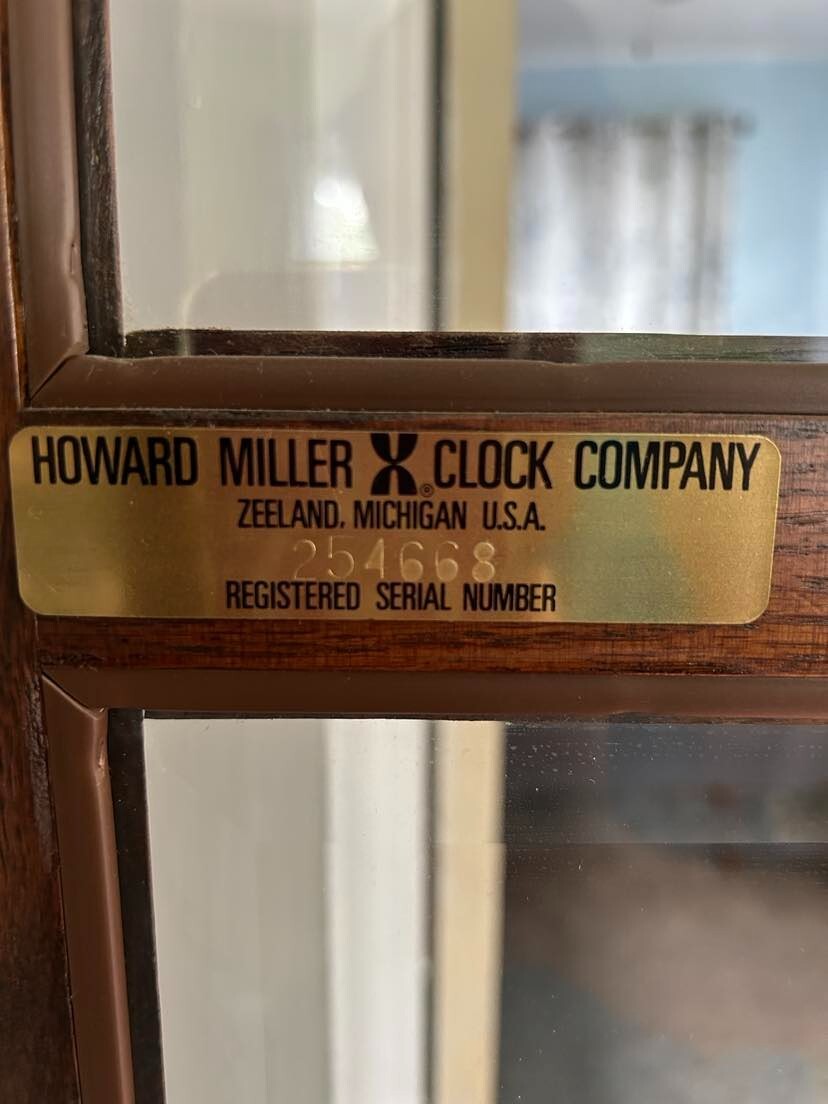 HOWARD MILLER ® CLOCK COMPANY
ZEELAND, MICHIGAN U.S.A.
254668
REGISTERED SERIAL NUMBER